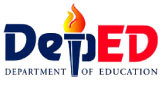 DepED
DEPARTMENT OF EDUCATION